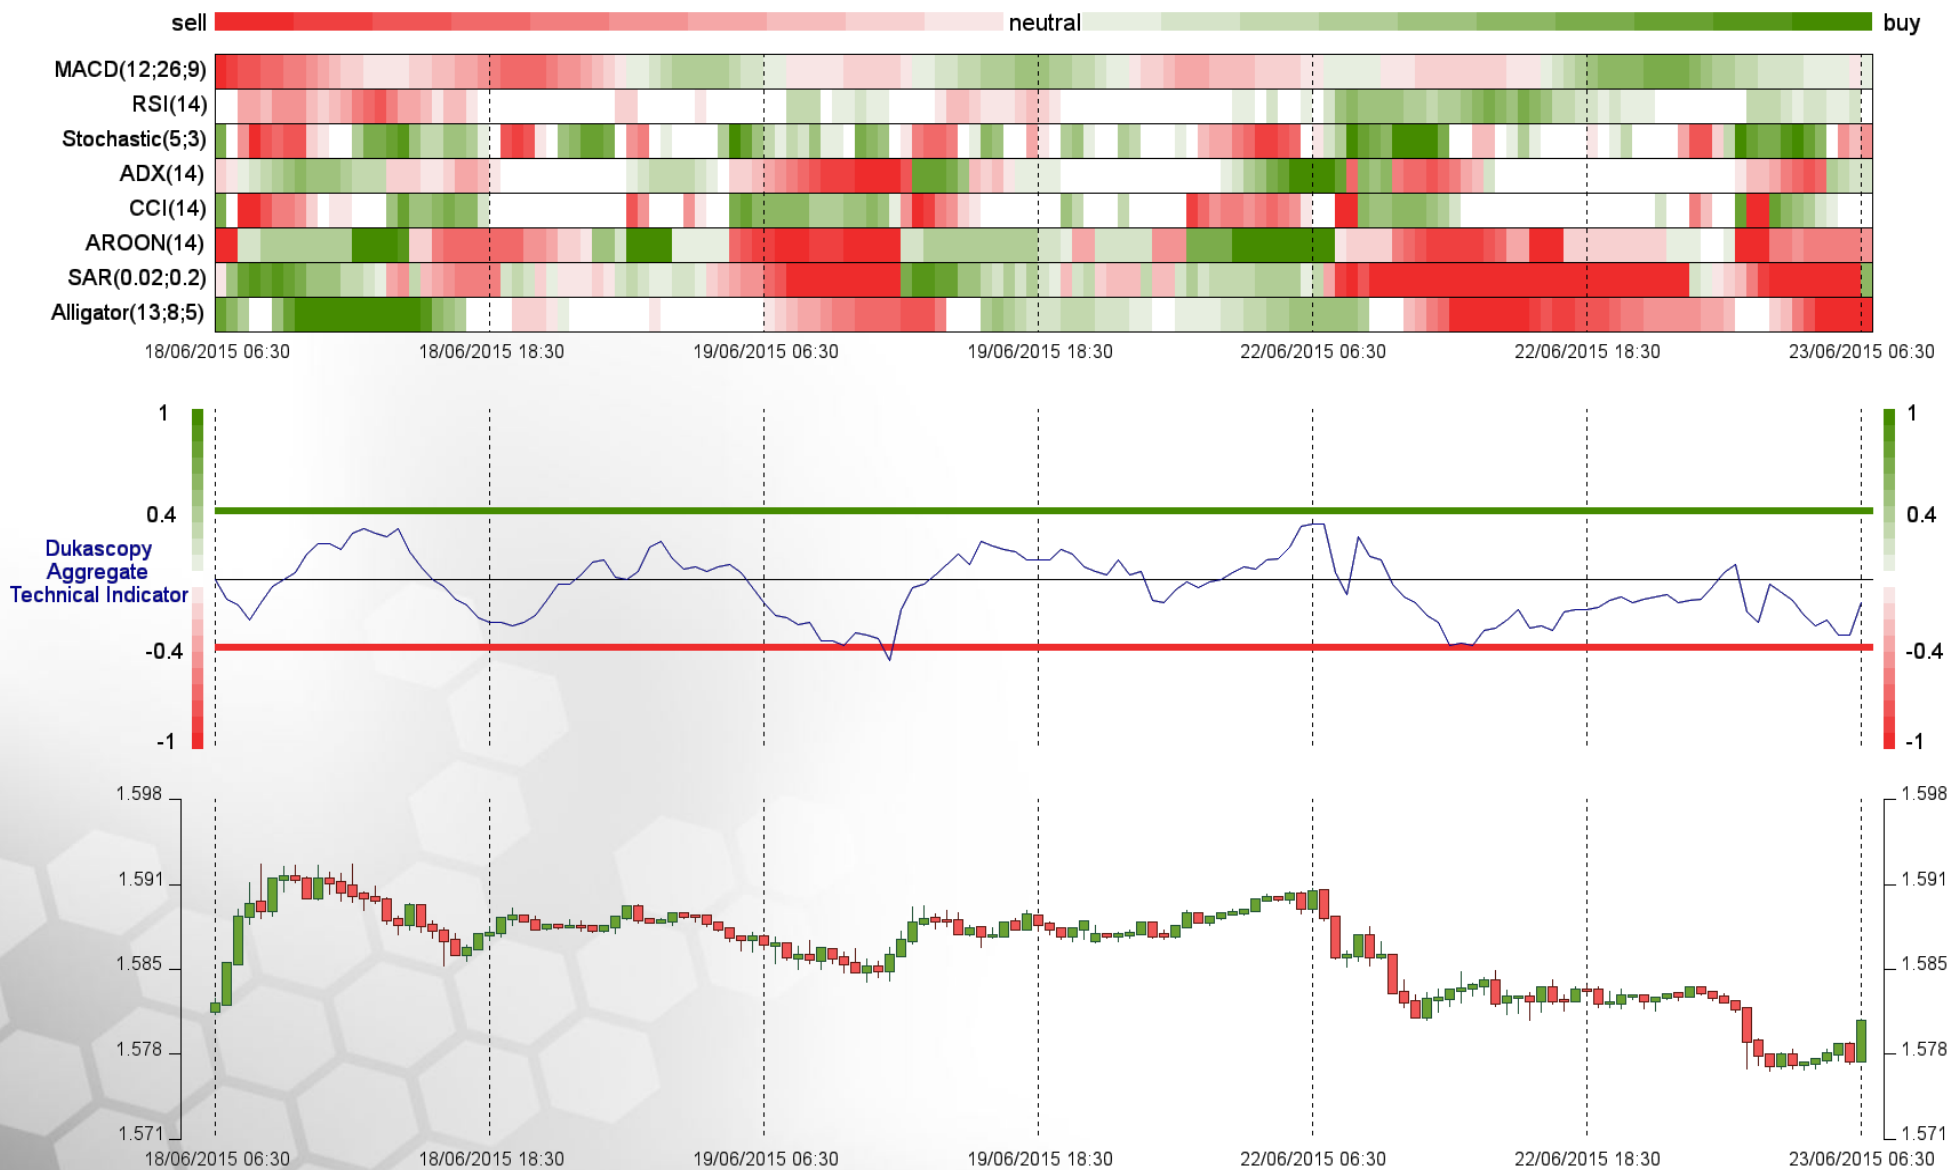 sell neutral buy
MACD(12;26;9)
RSI(14)
Stochastic(5;3)
ADX(14)
CCI(14)
AROON(14)
SAR(0.02;0.2)
Alligator(13;8;5)
18/06/2015 06:30 18/06/2015 18:30 19/06/2015 06:30 19/06/2015 18:30 22/06/2015 06:30 22/06/2015 18:30 23/06/2015 06:30
1 1
0.4 0.4
Dukascopy
Aggregate
Technical Indicator
-0.4 -0.4
-1 -1
1.598 1.598
1.591 1.591
1.585 1.585
1.578 1.578
1.571 1.571
18/06/2015 06:30 18/06/2015 18:30 19/06/2015 06:30 19/06/2015 18:30 22/06/2015 06:30 22/06/2015 18:30 23/06/2015 06:30